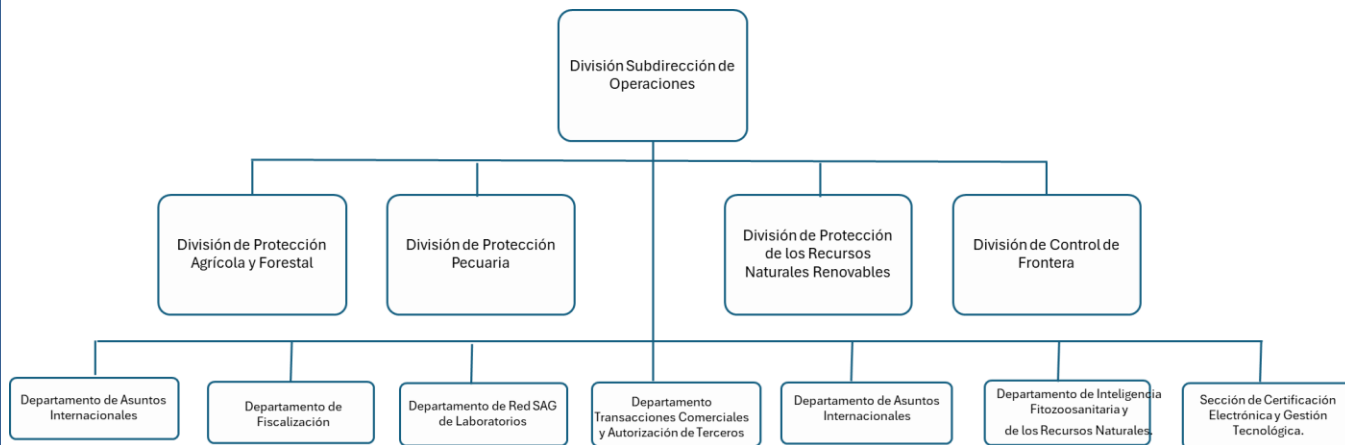 División Subdirección de
Operaciones
División de Protección
Agrícola y Forestal
División de Protección
Pecuaria
División de Protección
de los Recursos
Naturales Renovables
División de Control de
Frontera
Departamento de Asuntos
Internacionales
Departamento de
Fiscalización
Departamento de Red SAG
de Laboratorios
Departamento
Transacciones Comerciales
y Autorización de Terceros
Departamento de Asuntos
Internacionales
Departamento de Inteligencia
Fitozoosanitaria y
de los Recursos Naturales.
Sección de Certificación
Electrónica y Gestión
Tecnológica.